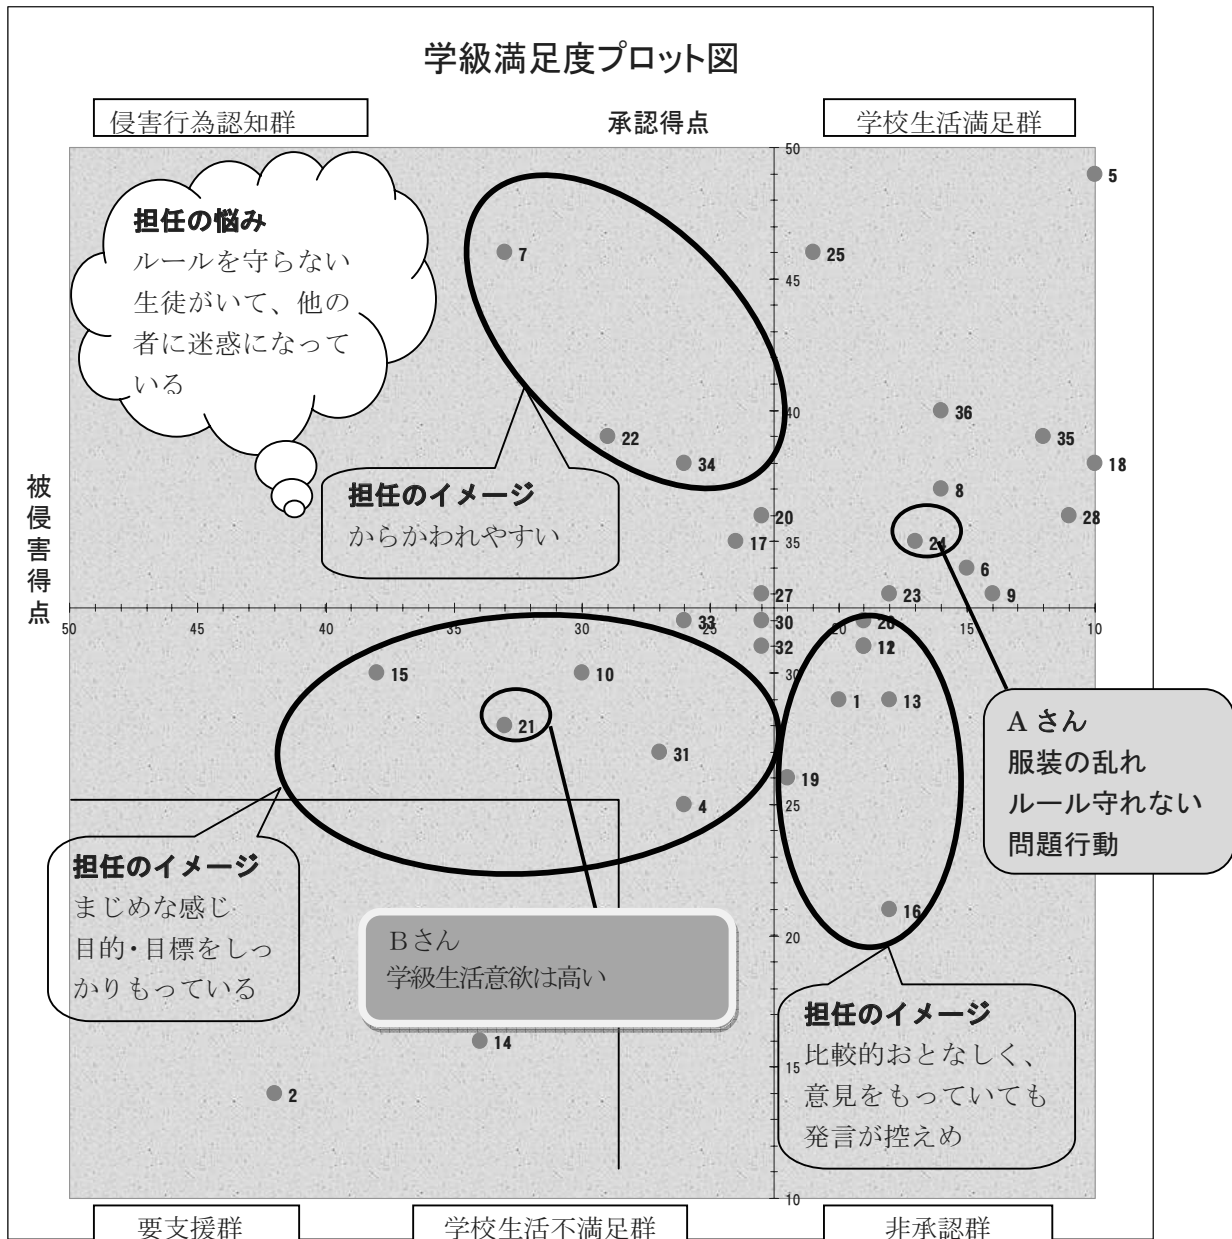 学級満足度プロット図
侵害行為認知群
承認得点
学校生活満足群
担任の悩み
ルールを守らない
生徒がいて、他の
者に迷惑になって
いる
50
5
7
25
45
40
36
35
22
34
18
担任のイメージ
からかわれやすい
8
20
28
17
35
24
6
27
23
9
被侵害得点
50
45
40
35
30
25
20
15
10
33
30
32
26
12
15
10
30
1
13
21
31
19
4
25
Aさん
服装の乱れ
ルール守れない
問題行動
担任のイメージ
まじめな感じ
目的・目標をしっ
かりもっている
16
20
Bさん
学級生活意欲は高い
担任のイメージ
比較的おとなしく、
意見をもっていても
発言が控えめ
14
15
2
10
要支援群
学校生活不満足群
非承認群